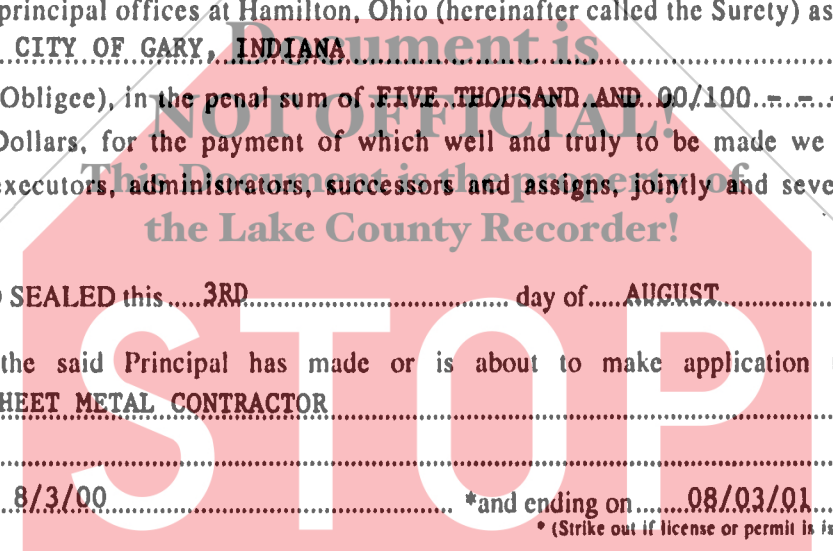 principal offices at Hamilton, Ohio (hereinafter called the Surety) as
CITY OF GARY, INDIANA
Document is
Obligee), in the penal sum of FIVE THOUSAND AND 00/100 - - -
NOT OFFICIAL!
Dollars, for the payment of which well and truly to be made we
This Document is the property of
executors, administrators, successors and assigns, jointly and seve
the Lake County Recorder!
SEALED this 3RD day of AUGUST
STOP
the said Principal has made or is about to make application
HEET METAL CONTRACTOR
8/3/00 *and ending on 08/03/01
* (Strike out if license or permit is is